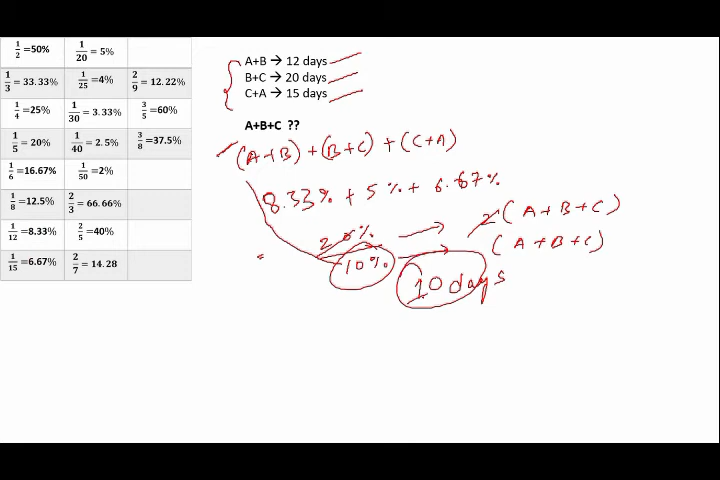 1/2 =50% 1/20 = 5%
1/3 = 33.33% 1/25 =4% 2/9 = 12.22%
1/4 = 25% 1/30 = 3.33% 3/5 =60%
1/5 = 20% 1/40 = 2.5% 3/8 =37.5%
1/6 =16.67% 1/50 =2%
1/8 =12.5% 2/3 = 66.66%
1/12 =8.33% 2/5 =40%
1/15 =6.67% 2/7 = 14.28
A+B → 12 days
B+C → 20 days
C+A → 15 days
A+B+C ??
(A+B) + (B+C) + (C+A)
8.33% + 5% + 6.67%
= 20% → 2(A+B+C)
10% → (A+B+C)
10 days